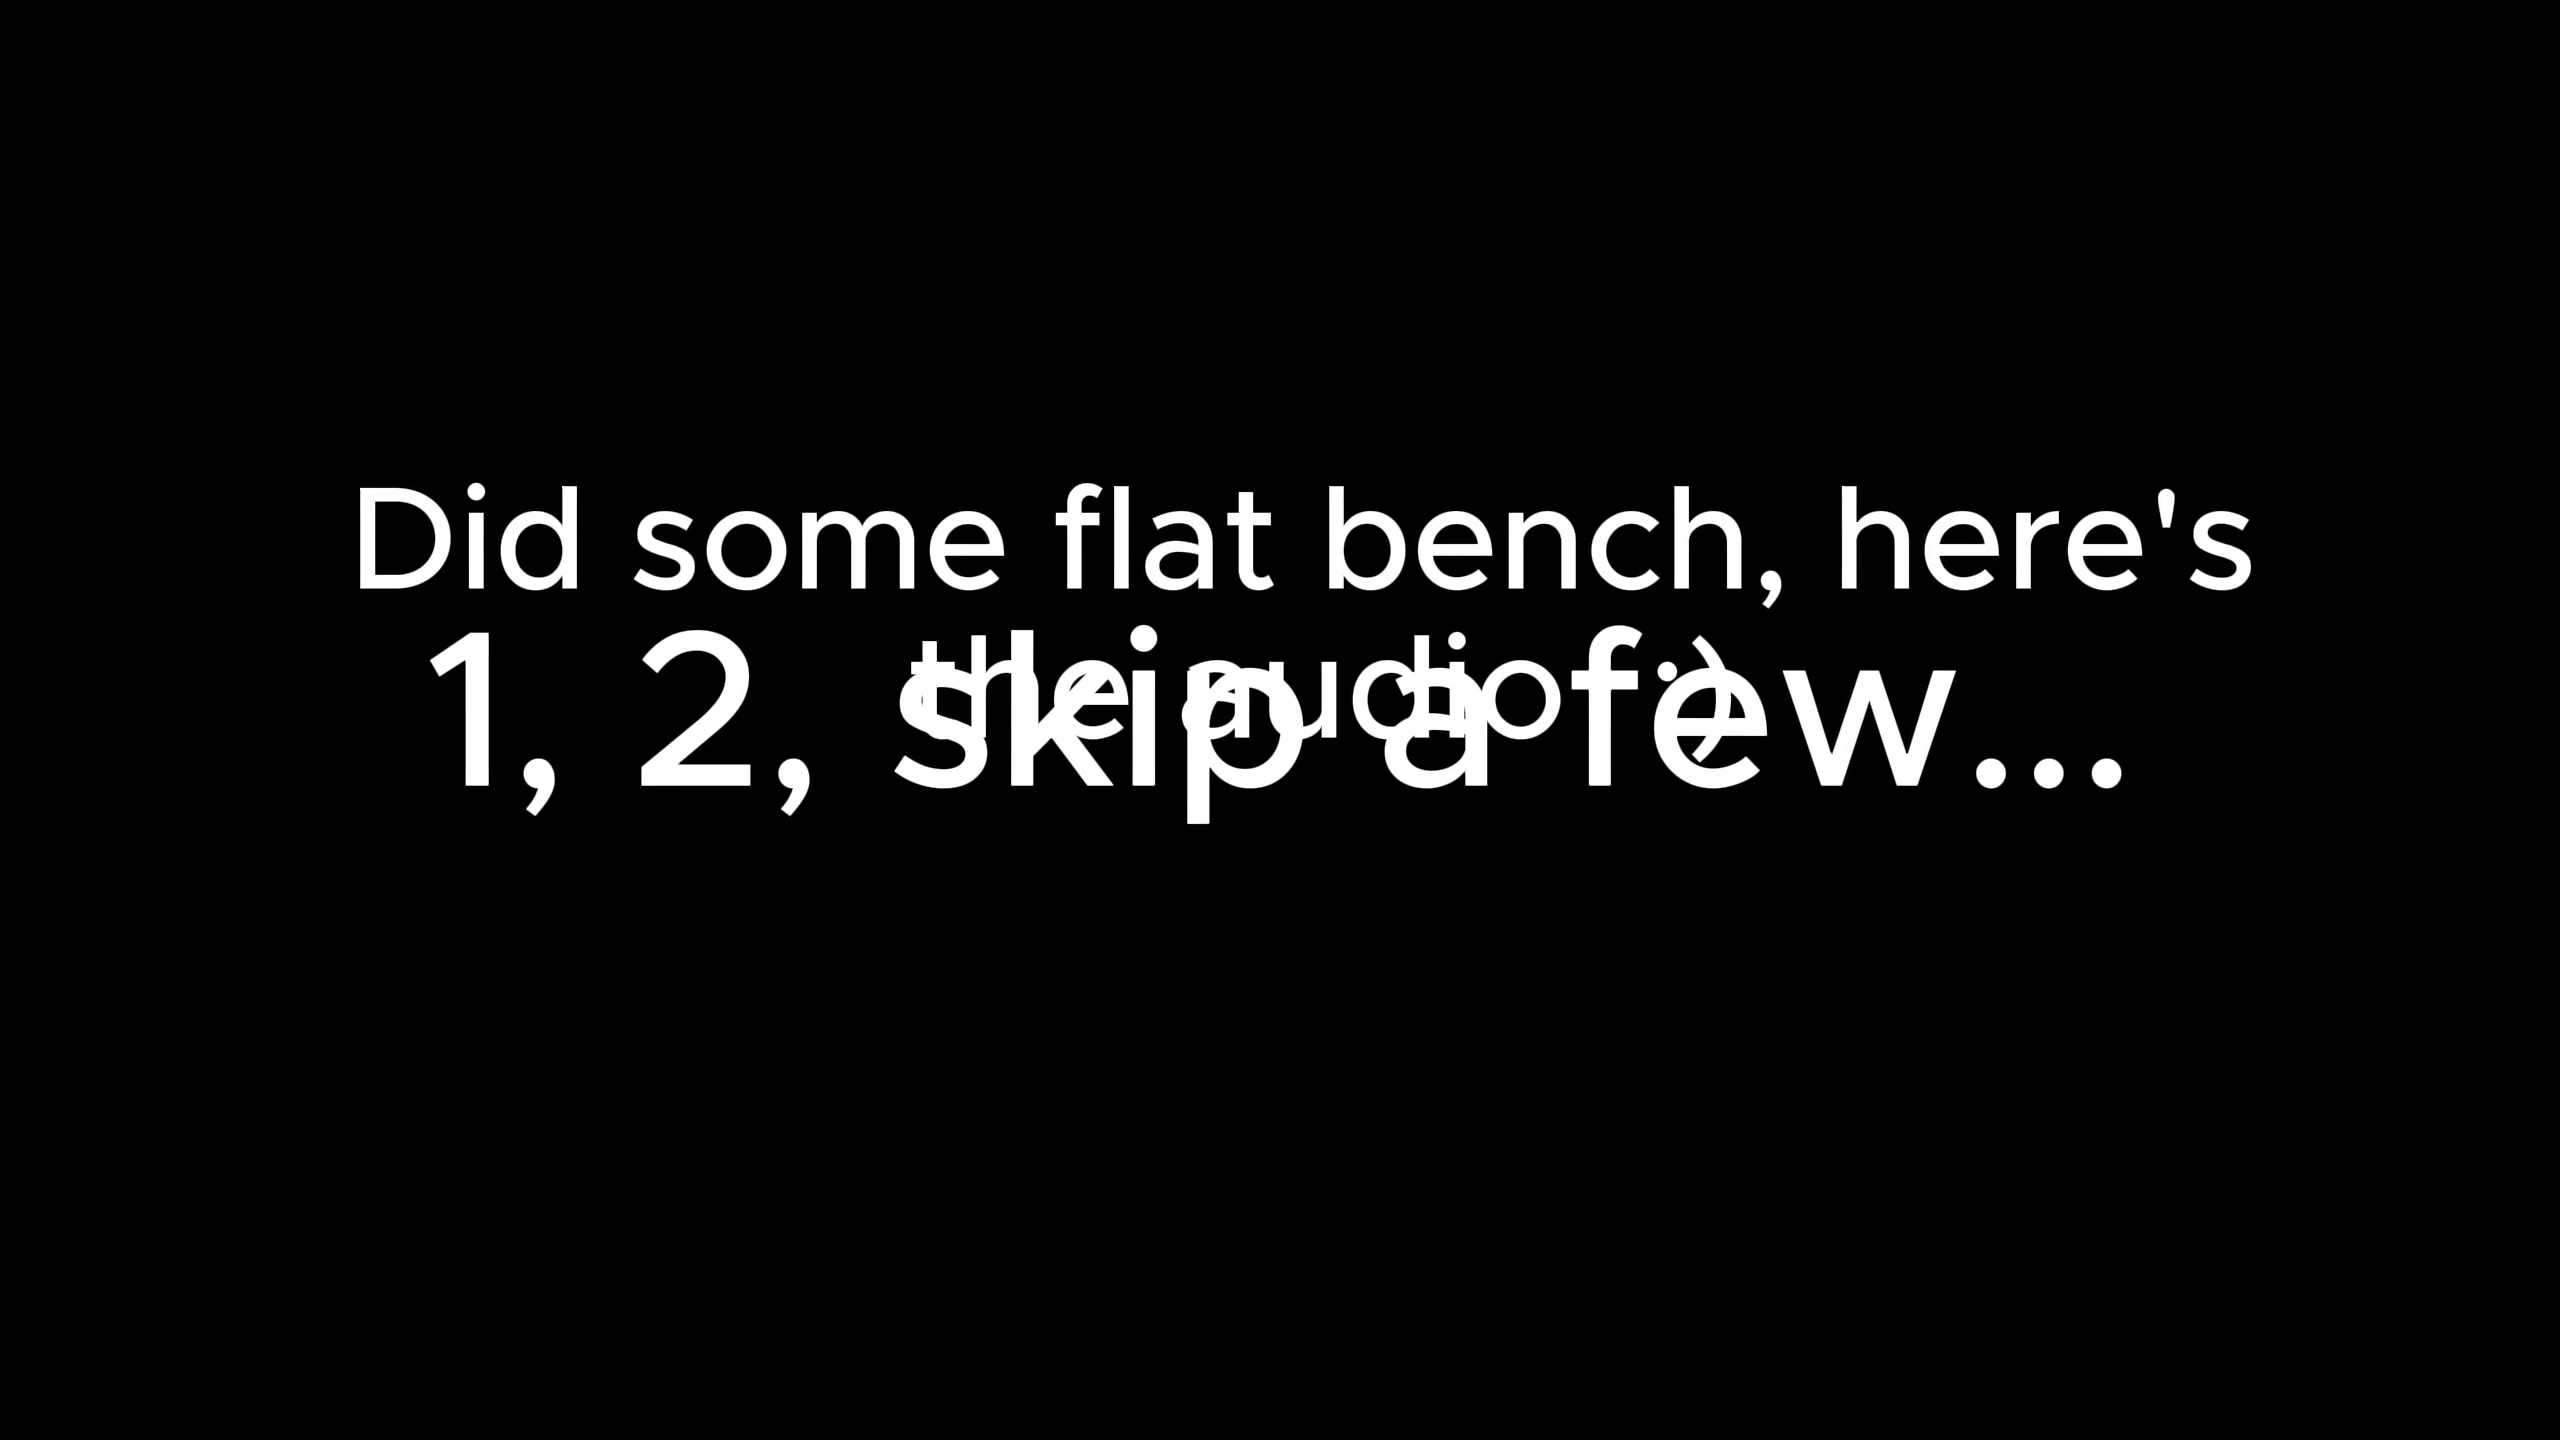 Did some flat bench, here's
the audio :)
1, 2, skip a few...